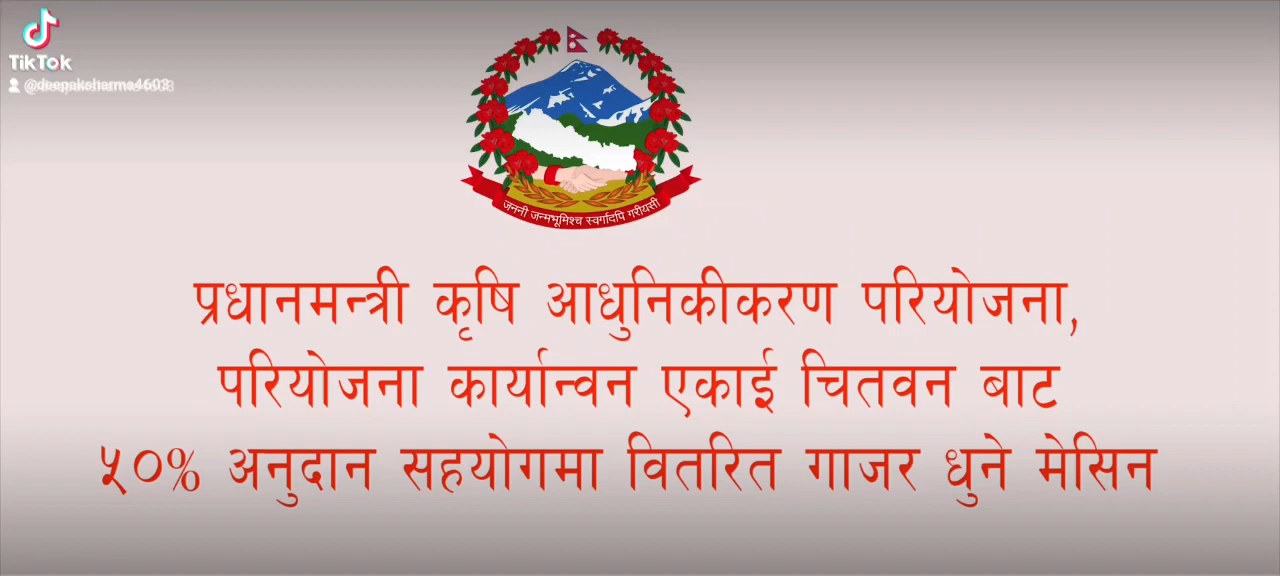 TikTok
@deepaksharma4603
जननी जन्मभूमिश्च स्वर्गादपि गरीयसी
प्रधानमन्त्री कृषि आधुनिकीकरण परियोजना,
परियोजना कार्यान्वन एकाई चितवन बाट
५०% अनुदान सहयोगमा वितरित गाजर धुने मेसिन